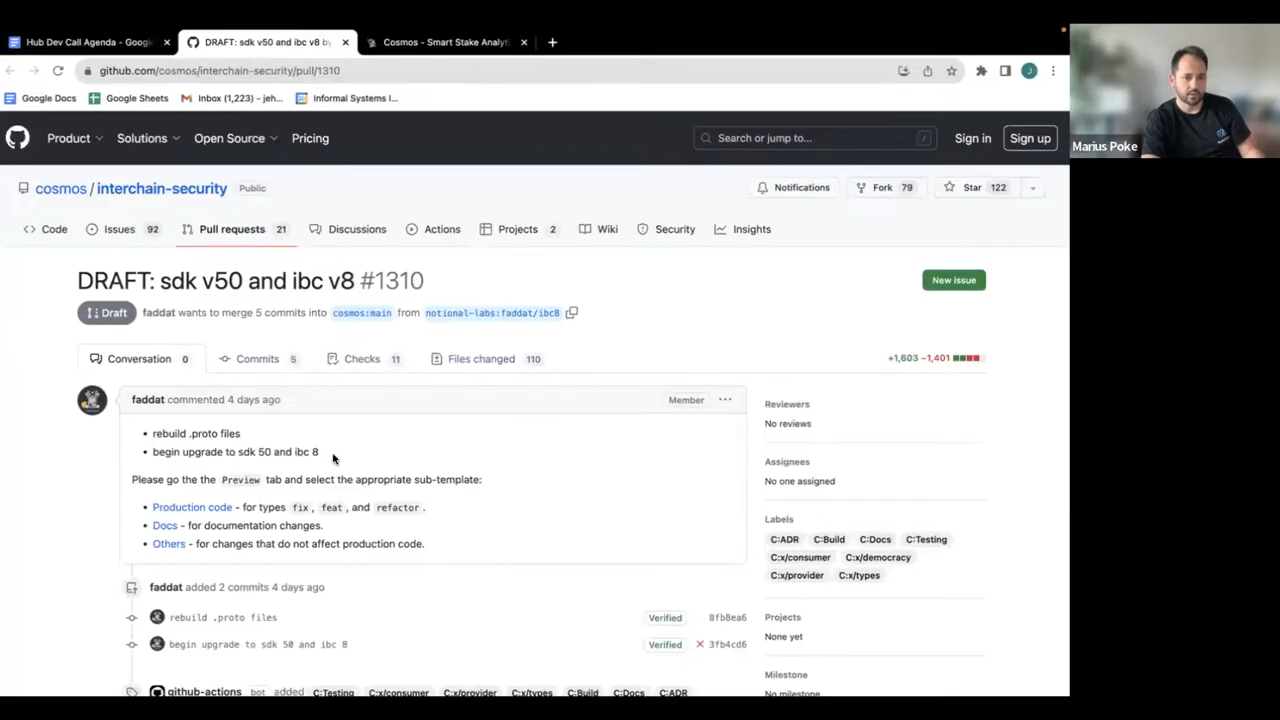 Hub Dev Call Agenda - Googl
DRAFT: sdk v50 and ibc v8 by
Cosmos - Smart Stake Analyti
github.com/cosmos/interchain-security/pull/1310
Google Docs
Google Sheets
Inbox (1,223) - jeh...
Informal Systems I...
J
Marius Poke
Product
Solutions
Open Source
Pricing
Search or jump to...
/
Sign in
Sign up
cosmos / interchain-security
Public
Notifications
Fork 79
Star 122
Code
Issues 92
Pull requests 21
Discussions
Actions
Projects 2
Wiki
Security
Insights
DRAFT: sdk v50 and ibc v8 #1310
New issue
Draft
faddat wants to merge 5 commits into cosmos:main from notional-labs:faddat/ibc8
Conversation 0
Commits 5
Checks 11
Files changed 110
+1,603 −1,401
faddat commented 4 days ago
Member
• rebuild .proto files
• begin upgrade to sdk 50 and ibc 8
Please go the the Preview tab and select the appropriate sub-template:
• Production code - for types fix, feat, and refactor.
• Docs - for documentation changes.
• Others - for changes that do not affect production code.
faddat added 2 commits 4 days ago
rebuild .proto files
Verified
8fb8ea6
begin upgrade to sdk 50 and ibc 8
Verified
3fb4cd6
github-actions bot added C:Testing C:x/consumer C:x/provider C:x/types C:Build C:Docs C:ADR
Reviewers
No reviews
Assignees
No one assigned
Labels
C:ADR C:Build C:Docs C:Testing
C:x/consumer C:x/democracy
C:x/provider C:x/types
Projects
None yet
Milestone
No milestone